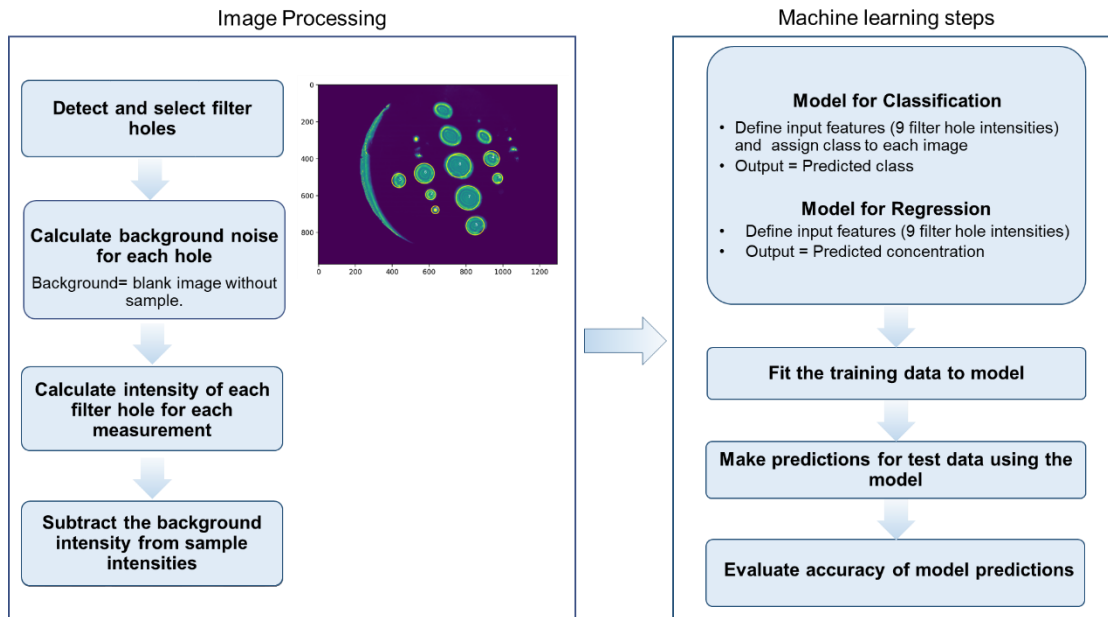 Image Processing
Detect and select filter
holes
Calculate background noise
for each hole
Background= blank image without
sample.
Calculate intensity of each
filter hole for each
measurement
Subtract the background
intensity from sample
intensities
0
200
400
600
800
0
200
400
600
800
1000
1200
Machine learning steps
Model for Classification
• Define input features (9 filter hole intensities)
and assign class to each image
• Output = Predicted class
Model for Regression
• Define input features (9 filter hole intensities)
• Output = Predicted concentration
Fit the training data to model
Make predictions for test data using the
model
Evaluate accuracy of model predictions